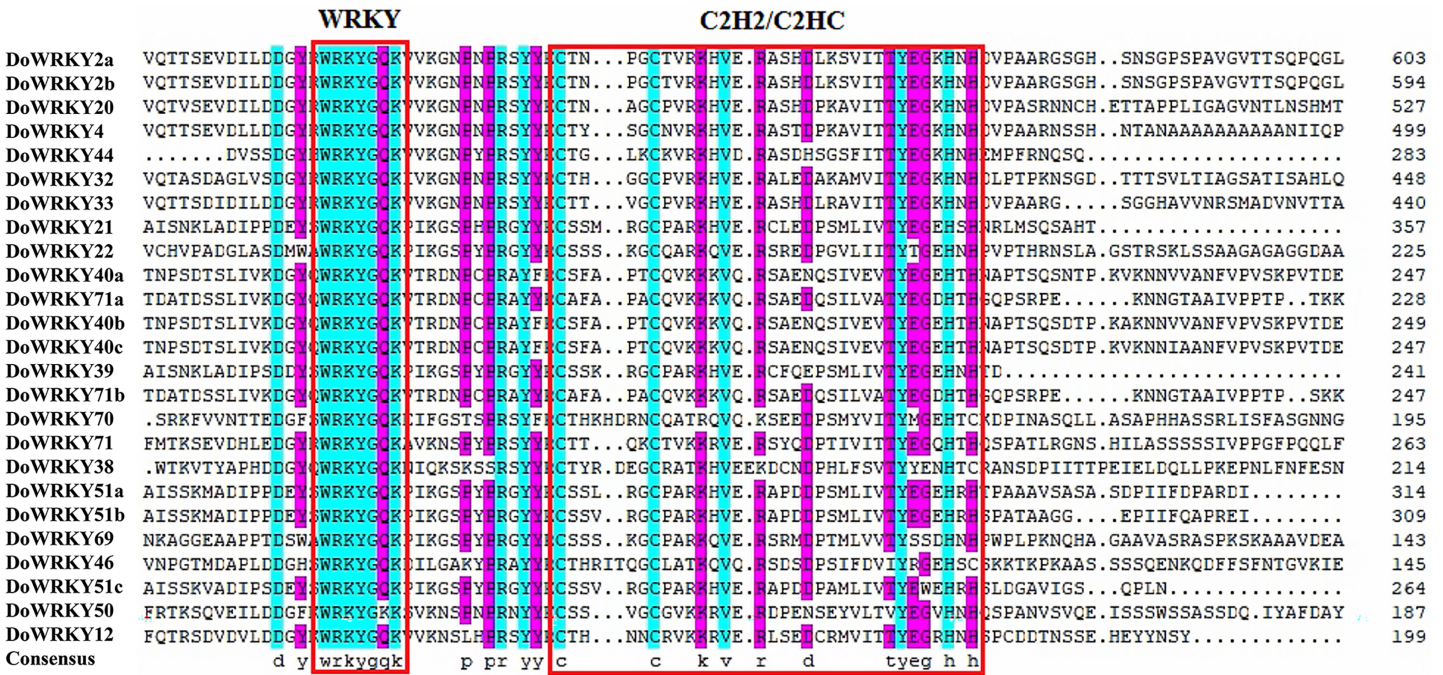 WRKY C2H2/C2HC
DoWRKY2a VQTTSEVDILDDGYRWRKYGQKVVKGNPNPRSYYKCTN...PGCTVRKHVE.RASHDLKSVITTYEGKHNHDVPAARGSGH..SNSGPSPAVGVTTSQPQGL 603
DoWRKY2b VQTTSEVDILDDGYRWRKYGQKVVKGNPNPRSYYKCTN...PGCTVRKHVE.RASHDLKSVITTYEGKHNHDVPAARGSGH..SNSGPSPAVGVTTSQPQGL 594
DoWRKY20 VQTVSEVDILDDGYRWRKYGQKVVKGNPNPRSYYKCTN...AGCPVRKHVE.RASHDPKAVITTYEGKHNHDVPASRNNCH.ETTAPPLIGAGVNTLNSHMT 527
DoWRKY4 VQTTSEVDLLDDGYRWRKYGQKVVKGNPNPRSYYKCTY...SGCNVRKHVE.RASTDPKAVITTYEGKHNHDVPAARNSSH..NTANAAAAAAAAANIIQP 499
DoWRKY44 .......DVSSDGYHWRKYGQKVVKGNPYPRSYYKCTG...LKCKVRKHVD.RASDHSGSFITTYEGKHNHEMPFRNQSQ...................... 283
DoWRKY32 VQTASDAGLVSDGYRWRKYGQKIVKGNPNPRSYYRCTH...GGCPVRKHVE.RALEDAKAMVITYEGKHNHDLPTPKNSGD..TTTSVLTIAGSATISAHLQ 448
DoWRKY33 VQTTSDIDILDDGYRWRKYGQKVVKGNPNPRSYYKCTT...VGCPVRKHVE.RASHDLRAVITTYEGKHNHDVPAARG.....SGGHAVVNRSMADVNVTTA 440
DoWRKY21 AISNKLADIPPDEYSWRKYGQKPIKGSPHPRGYYKCSSM..RGCPARKHVE.RCLEDPSMLIVTYEGEHSHNRLMSQSAHT..................... 357
DoWRKY22 VCHVPADGLASDMWAWRKYGQKPIKGSPYPRGYYRCSSS..KGCQARKQVE.RSREDPGVLIITYTGEHNHPVPTHRNSLA.GSTRSKLSSAAGAGAGGDAA 225
DoWRKY40a TNPSDTSLIVKDGYQWRKYGQKVTRDNPCPRAYFRCSFA..PTCQVKKKVQ.RSAENQSIVEVTYEGEHTHNAPTSQSNTP.KVKNNVVANFVPVSKPVTDE 247
DoWRKY71a TDATDSSLIVKDGYQWRKYGQKVTRDNPCPRAYYRCAFA..PACQVKKKVQ.RSAEDQSILVATYEGDHTHGQPSRPE......KNNGTAAIVPPTP..TKK 228
DoWRKY40b TNPSDTSLIVKDGYQWRKYGQKVTRDNPCPRAYFRCSFA..PTCQVKKKVQ.RSAENQSIVEVTYEGEHTHNAPTSQSDTP.KAKNNVVANFVPVSKPVTDE 249
DoWRKY40c TNPSDTSLIVKDGYQWRKYGQKVTRDNPCPRAYFRCSFA..PTCQVKKKVQ.RSAENQSIVEVTYEGEHTHNAPTSQSDTP.KVKNNIAANFVPVSKPVTDE 247
DoWRKY39 AISNKLADIPSDDYSWRKYGQKPIKGSPYPRGYYKCSSK..RGCPARKHVE.RCFQEPSMLIVTYEGEHNHTD............................. 241
DoWRKY71b TDATDSSLIVKDGYQWRKYGQKVTRDNPCPRAYYRCAFA..PACQVKKKVQ.RSAEDQSILVATYEGDHTHGQPSRPE......KNNGTAAIVPPTP..SKK 247
DoWRKY70 .SRKFVVNTTEDGFSWRKYGQKDIFGSTFPRSYFRCTHKHDRNCQATRQVQ.KSEEDPSMYVITYMGEHTCKDPINASQLL.ASAPHHASSRLISFASGNNG 195
DoWRKY71 FMTKSEVDHLEDGYRWRKYGQKAVKNSPYPRSYYRCTT...QKCTVKKRVE.RSYQDPTIVITTYEGQHTHQSPATLRGNS.HILASSSSSIVPPGFPQQLF 263
DoWRKY38 .WTKVTYAPHDDGYQWRKYGQKNIQKSKSSRSYYRCTYR.DEGCRATKHVEEKDCNDPHLFSVTYYENHTCRANSDPIITTPEIELDQLLPKEPNLFNFESN 214
DoWRKY51a AISSKMADIPPDEYSWRKYGQKPIKGSPYPRGYYKCSSL..RGCPARKHVE.RAPDDPSMLIVTYEGEHRHTPAAAVSASA.SDPIIFDPARDI........ 314
DoWRKY51b AISSKMADIPPDEYSWRKYGQKPIKGSPYPRGYYKCSSV..RGCPARKHVE.RAPDDPSMLIVTYEGEHRHSPATAAGG....EPIIFQAPREI........ 309
DoWRKY69 NKAGGEAAPPTDSWAWRKYGQKPIKGSPYPRGYYRCSSS..KGCPARKQVE.RSRMDPTMLVVTYSSDHNHPWPLPKNQHA.GAAVASRASPKSKAAAVDEA 143
DoWRKY46 VNPGTMDAPLDDGHSWRKYGQKDILGAKYPRAYYRCTHRITQGCLATKQVQ.RSDSDPSIFDVIYRGEHSCSKKTKPKAAS.SSSQENKQDFFSFNTGVKIE 145
DoWRKY51c AISSKVADIPSDEYSWRKYGQKPIKGSPYPRGYYKCSSV..RGCPARKHVE.RAPDDPAMLIVTYEWEHRHSLDGAVIGS...QPLN............... 264
DoWRKY50 FRTKSQVEILDDGFKWRKYGKKSVKNSPNPRNYYKCSS...VGCGVKKRVE.RDPENSEYVLTVYEGVHNHQSPANVSVQE.ISSSWSSASSDQ.IYAFDAY 187
DoWRKY12 FQTRSDVDVLDDGYKWRKYGQKVVKNSLHPRSYYRCTH...NNCRVKKRVE.RLSEDCRMVITTYEGRHNHSPCDDTNSSE.HEYYNSY............. 199
Consensus d y wrkygqk p pr yy c c k v r d tyeg h h